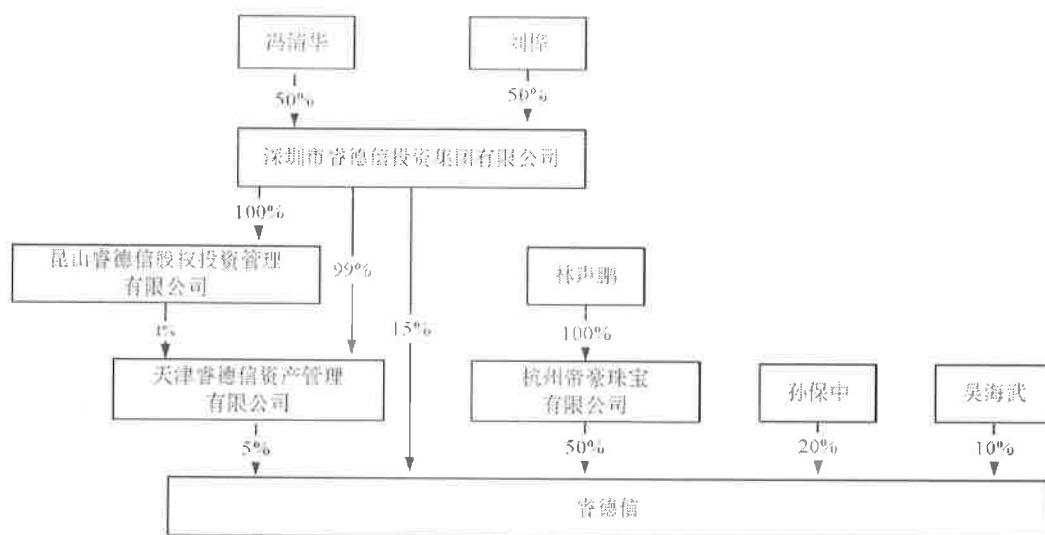 冯清华
刘烨
50%
50%
深圳市睿德信投资集团有限公司
100%
昆山睿德信股权投资管理
有限公司
99%
林声鹏
1%
15%
100%
天津睿德信资产管理
有限公司
杭州帝豪珠宝
有限公司
孙保中
吴海武
5%
50%
20%
10%
睿德信